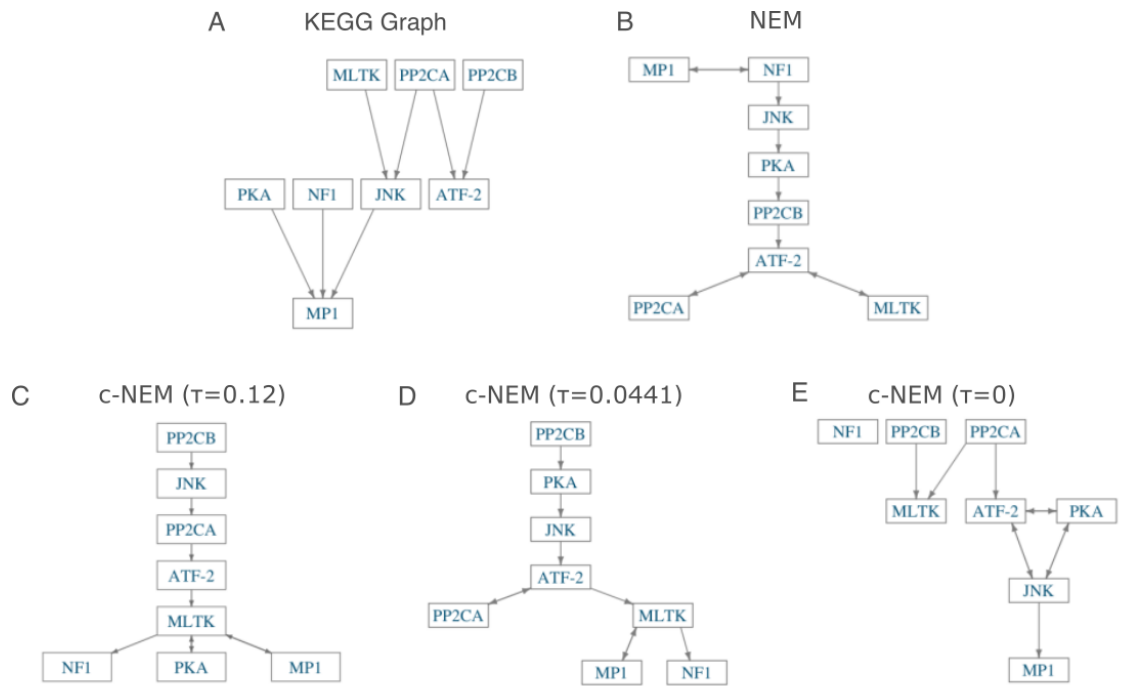 A KEGG Graph
MLTK PP2CA PP2CB
PKA NF1 JNK ATF-2
MP1
B NEM
MP1 NF1
JNK
PKA
PP2CB
ATF-2
PP2CA MLTK
C c-NEM (τ=0.12)
PP2CB
JNK
PP2CA
ATF-2
MLTK
NF1 PKA MP1
D c-NEM (τ=0.0441)
PP2CB
PKA
JNK
ATF-2
PP2CA MLTK
MP1 NF1
E c-NEM (τ=0)
NF1 PP2CB PP2CA
MLTK ATF-2 PKA
JNK
MP1